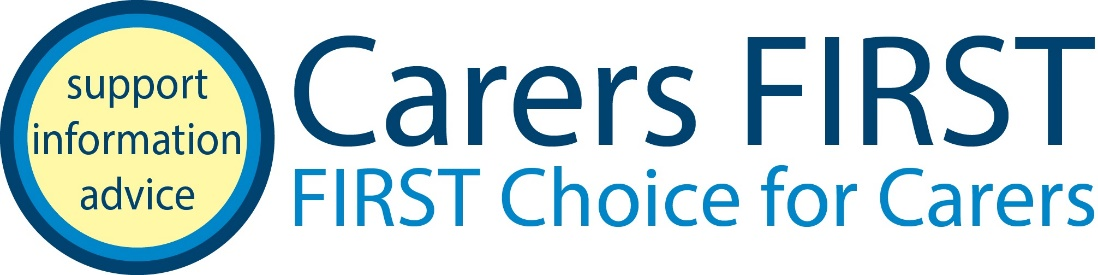 support
information
advice
Carers FIRST
FIRST Choice for Carers